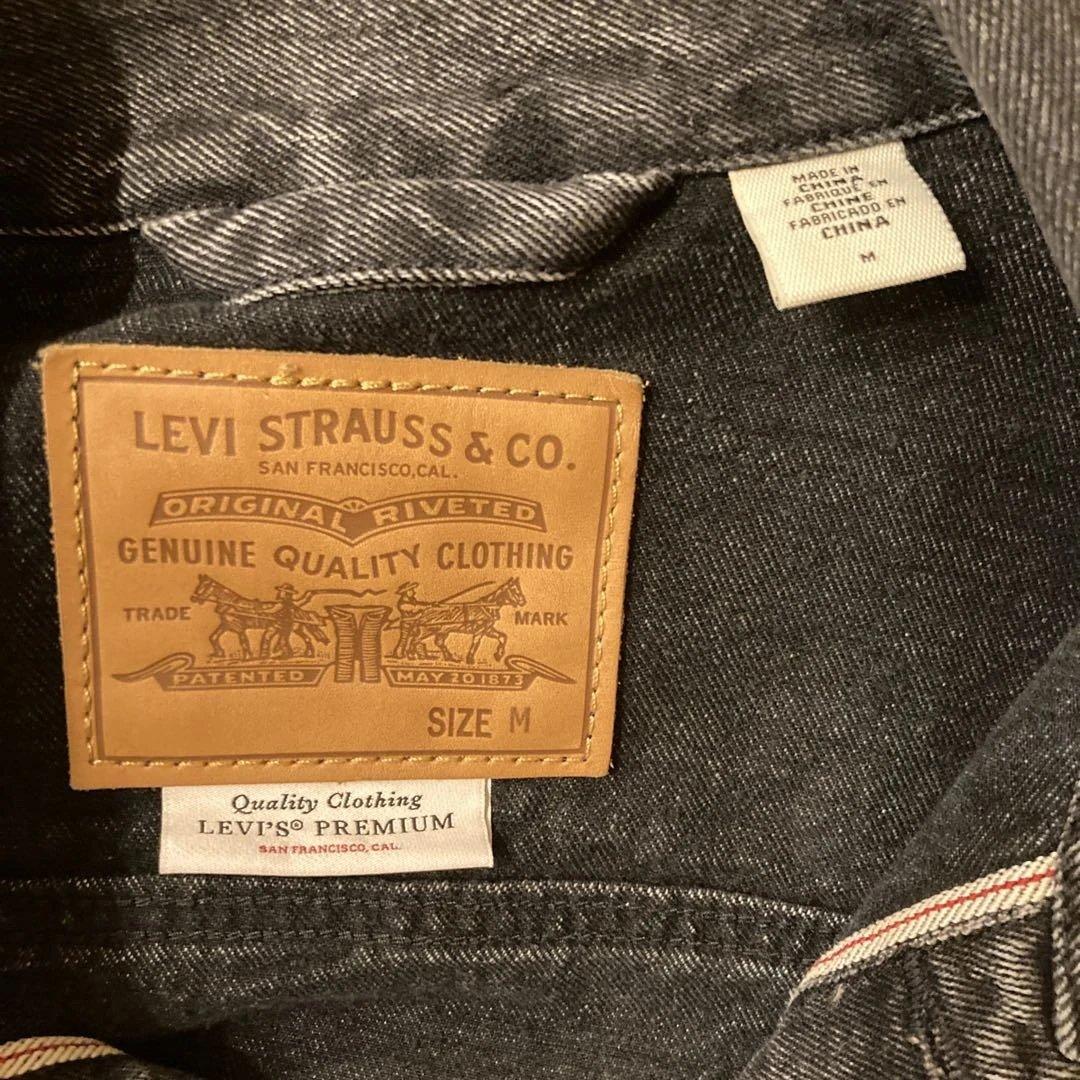 MADE IN
CHINA
FABRIQUÉ EN
CHINE
FABRICADO EN
CHINA
M
LEVI STRAUSS & CO.
SAN FRANCISCO, CAL.
ORIGINAL RIVETED
GENUINE QUALITY CLOTHING
TRADE MARK
PATENTED MAY 20 1873
SIZE M
Quality Clothing
LEVI'S® PREMIUM
SAN FRANCISCO, CAL.